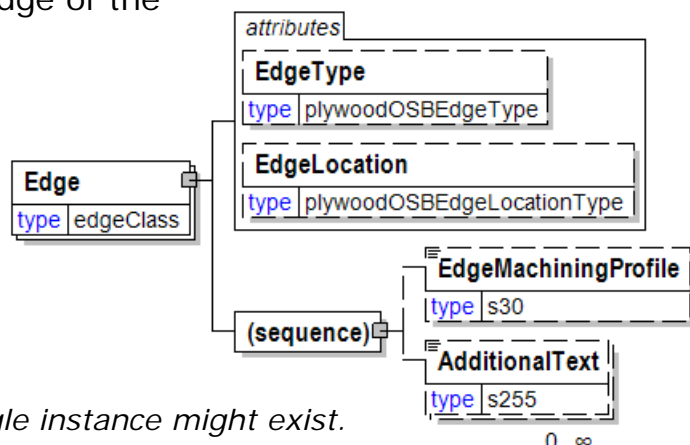 dge of the
attributes
EdgeType
type plywoodOSBEdgeType
EdgeLocation
type plywoodOSBEdgeLocationType
Edge
type edgeClass
EdgeMachiningProfile
type s30
(sequence)
AdditionalText
type s255
gle instance might exist.
0 ∞